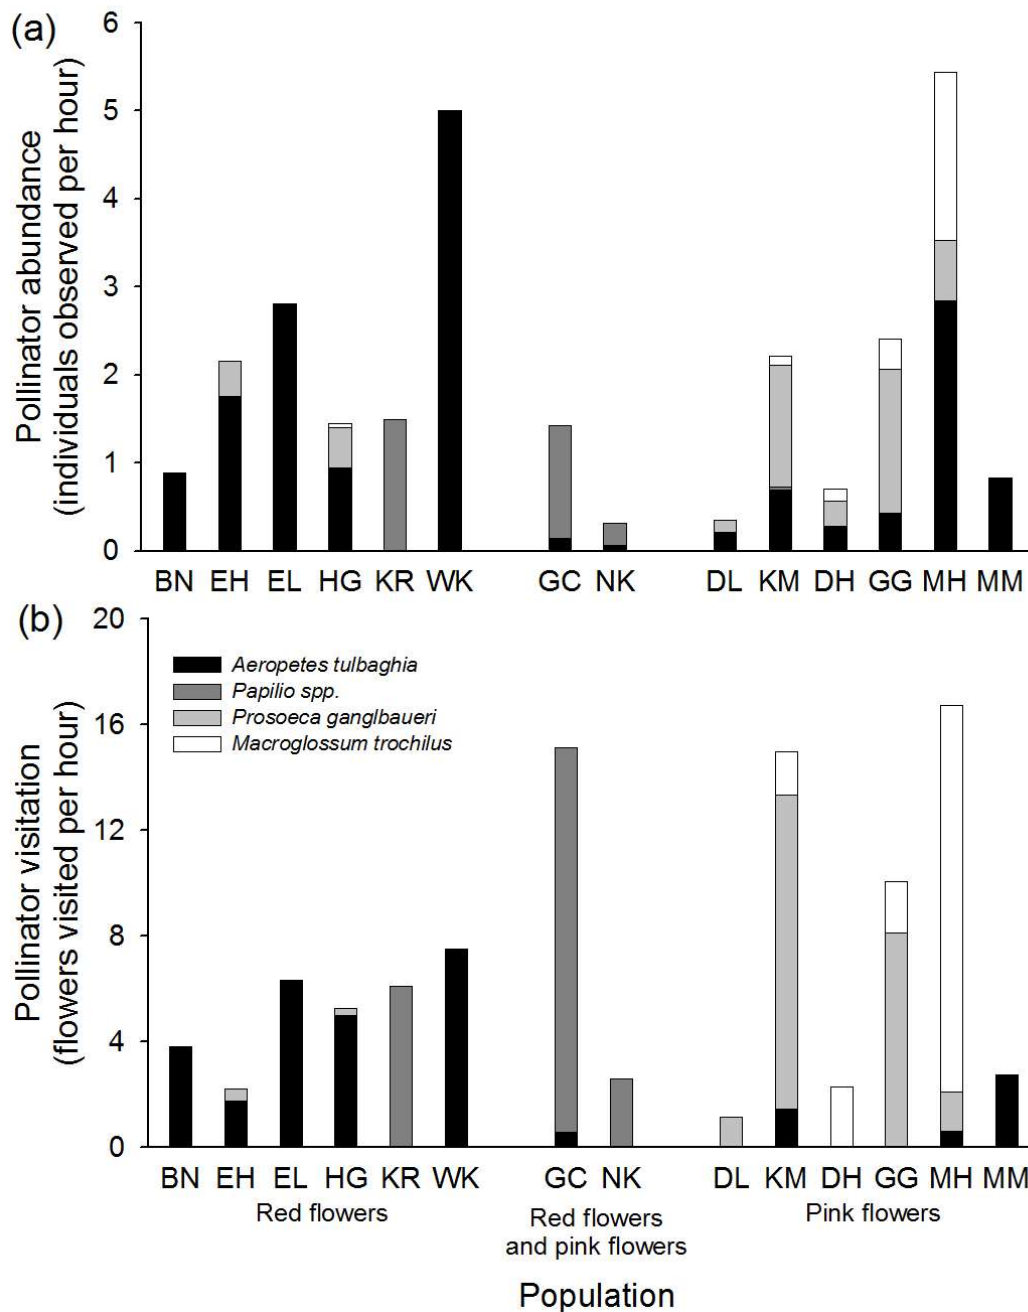 (a)
Pollinator abundance
(individuals observed per hour)
6
5
4
3
2
1
0
BN EH EL HG KR WK GC NK DL KM DH GG MH MM
(b)
Pollinator visitation
(flowers visited per hour)
20
16
12
8
4
0
Aeropetes tulbaghia
Papilio spp.
Prosoeca ganglbaueri
Macroglossum trochilus
BN EH EL HG KR WK GC NK DL KM DH GG MH MM
Red flowers
Red flowers
and pink flowers
Pink flowers
Population